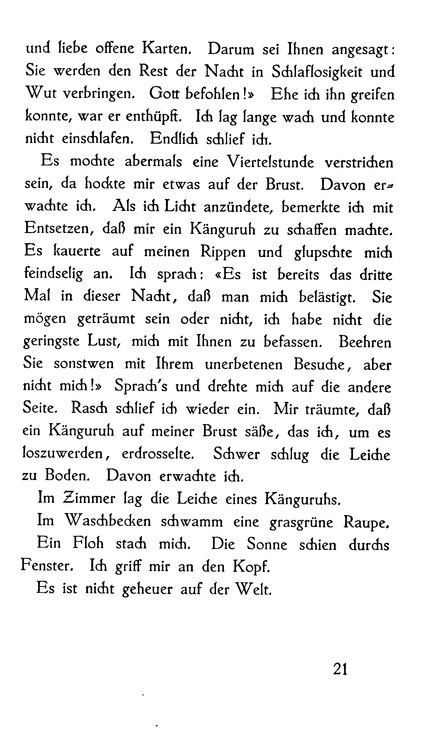 und liebe offene Karten. Darum sei Ihnen angesagt:
Sie werden den Rest der Nacht in Schlaflosigkeit und
Wut verbringen. Gott befohlen!» Ehe ich ihn greifen
konnte, war er enthüpft. Ich lag lange wach und konnte
nicht einschlafen. Endlich schlief ich.
Es mochte abermals eine Viertelstunde verstrichen
sein, da hockte mir etwas auf der Brust. Davon er-
wachte ich. Als ich Licht anzündete, bemerkte ich mit
Entsetzen, daß mir ein Känguruh zu schaffen machte.
Es kauerte auf meinen Rippen und glupschte mich
feindselig an. Ich sprach: «Es ist bereits das dritte
Mal in dieser Nacht, daß man mich belästigt. Sie
mögen geträumt sein oder nicht, ich habe nicht die
geringste Lust, mich mit Ihnen zu befassen. Beehren
Sie sonstwen mit Ihrem unerbetenen Besuche, aber
nicht mich!» Sprach's und drehte mich auf die andere
Seite. Rasch schlief ich wieder ein. Mir träumte, daß
ein Känguruh auf meiner Brust säße, das ich, um es
loszuwerden, erdrosselte. Schwer schlug die Leiche
zu Boden. Davon erwachte ich.
Im Zimmer lag die Leiche eines Känguruhs.
Im Waschbecken schwamm eine grasgrüne Raupe.
Ein Floh stach mich. Die Sonne schien durchs
Fenster. Ich griff mir an den Kopf.
Es ist nicht geheuer auf der Welt.
21